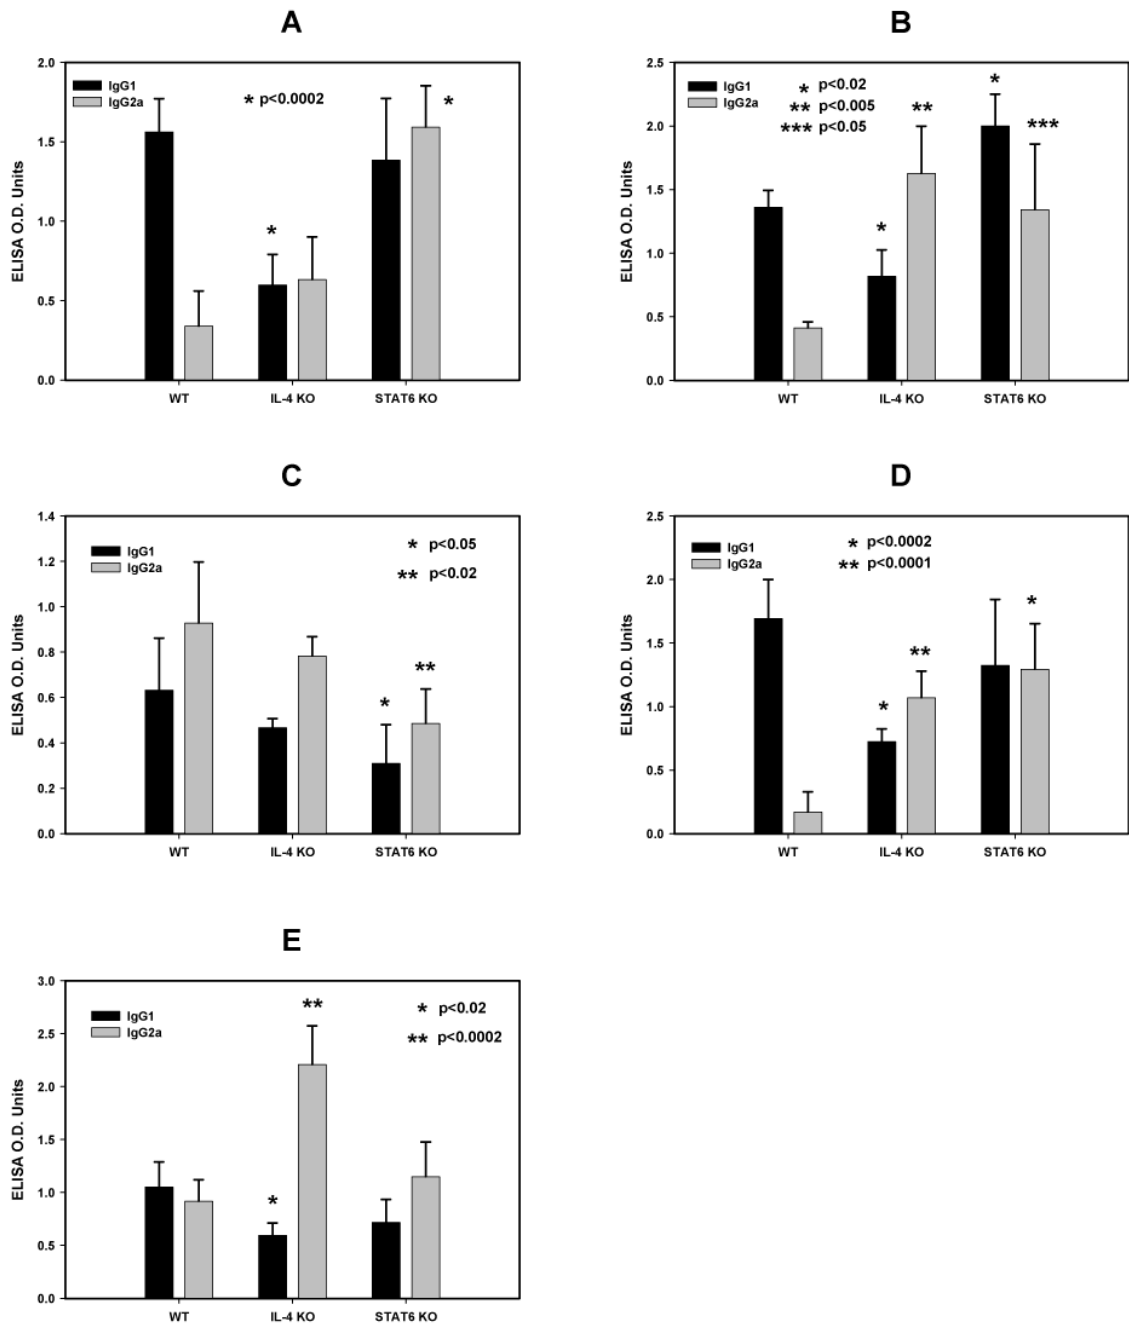 A
IgG1
IgG2a
* p<0.0002
*
*
2.0
1.5
1.0
0.5
0.0
ELISA O.D. Units
WT IL-4 KO STAT6 KO
B
IgG1
IgG2a
* p<0.02
** p<0.005
*** p<0.05
*
**
*
***
2.5
2.0
1.5
1.0
0.5
0.0
ELISA O.D. Units
WT IL-4 KO STAT6 KO
C
IgG1
IgG2a
* p<0.05
** p<0.02
*
**
1.4
1.2
1.0
0.8
0.6
0.4
0.2
0.0
ELISA O.D. Units
WT IL-4 KO STAT6 KO
D
IgG1
IgG2a
* p<0.0002
** p<0.0001
*
**
*
2.5
2.0
1.5
1.0
0.5
0.0
ELISA O.D. Units
WT IL-4 KO STAT6 KO
E
IgG1
IgG2a
* p<0.02
** p<0.0002
*
**
3.0
2.5
2.0
1.5
1.0
0.5
0.0
ELISA O.D. Units
WT IL-4 KO STAT6 KO